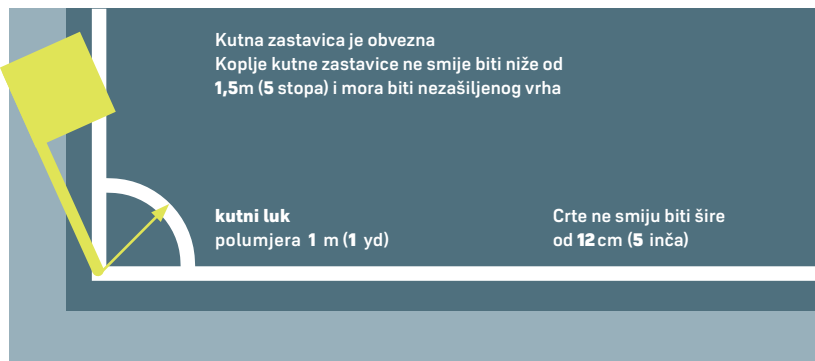 Kutna zastavica je obvezna
Koplje kutne zastavice ne smije biti niže od
1,5m (5 stopa) i mora biti nezašiljenog vrha
kutni luk
polumjera 1 m (1 yd)
Crte ne smiju biti šire
od 12 cm (5 inča)